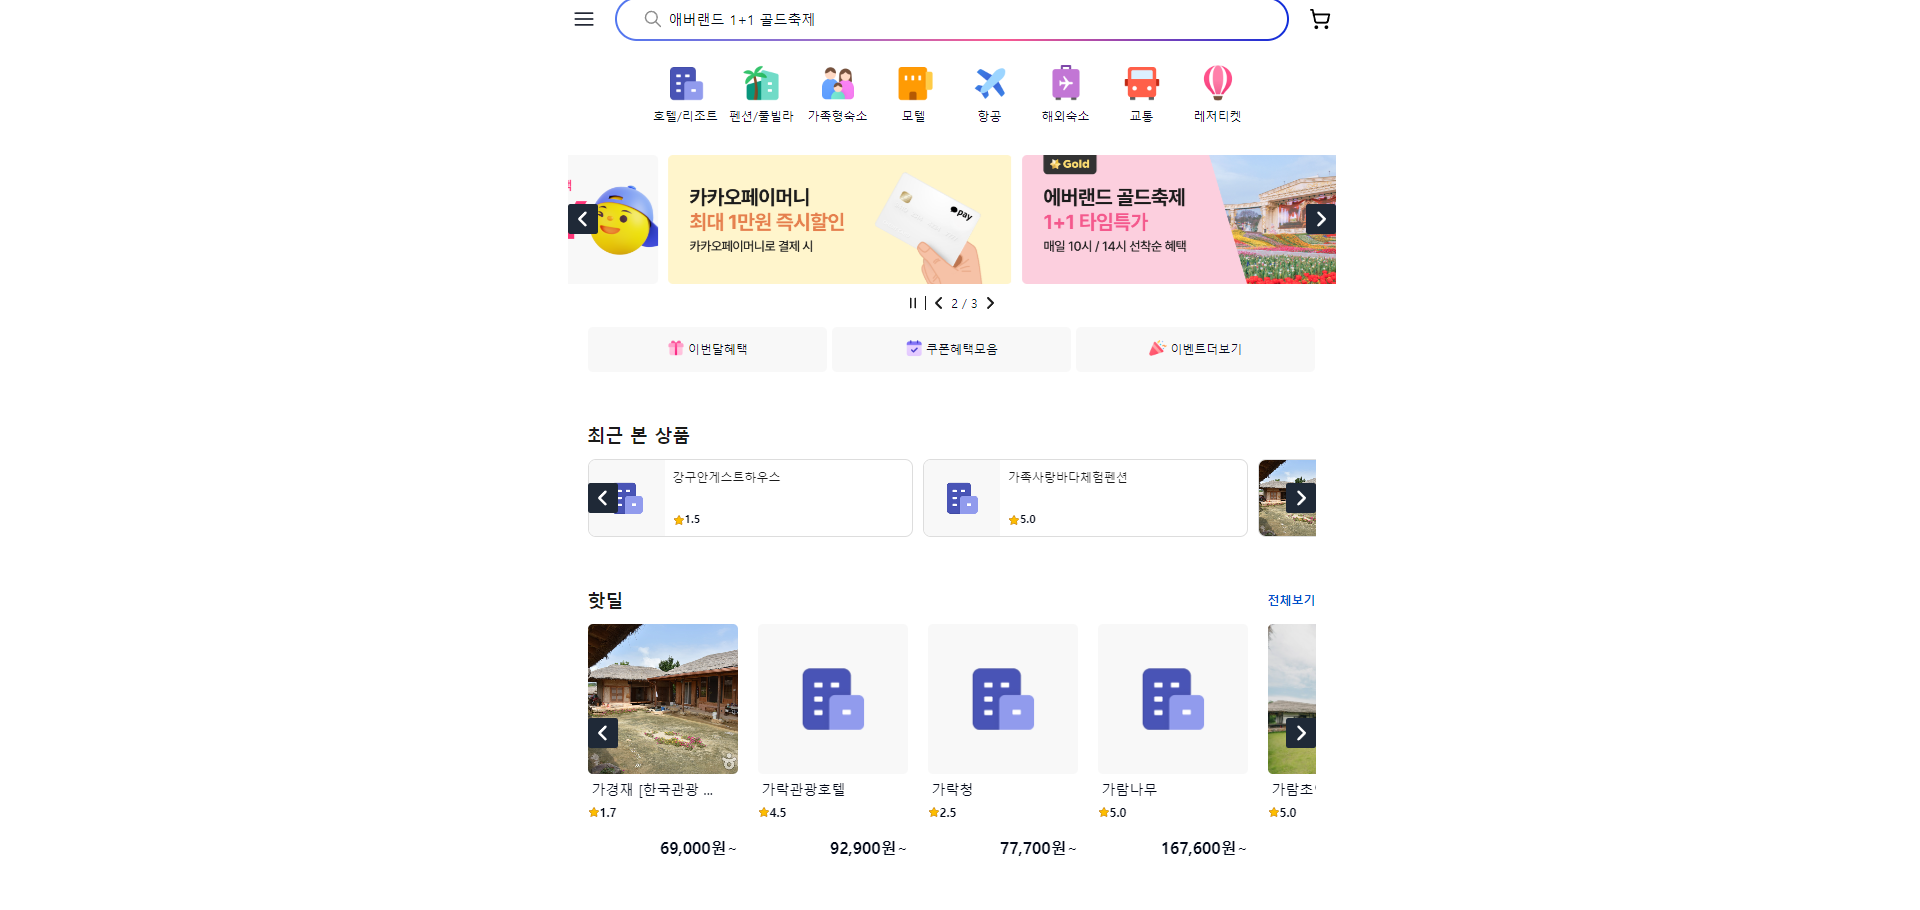 애버랜드 1+1 골드축제
호텔/리조트 펜션/풀빌라 가족형숙소 모텔 항공 해외숙소 교통 레저티켓
카카오페이머니
최대 1만원 즉시할인
카카오페이머니로 결제 시
pay
Gold
에버랜드 골드축제
1+1 타임특가
매일 10시 / 14시 선착순 혜택
2 / 3
이번달혜택 쿠폰혜택모음 이벤트더보기
최근 본 상품
강구안게스트하우스
1.5
가족사랑바다체험펜션
5.0
핫딜
전체보기
가경재 [한국관광 ...
1.7
69,000원~
가락관광호텔
4.5
92,900원~
가락청
2.5
77,700원~
가람나무
5.0
167,600원~
가람초
5.0